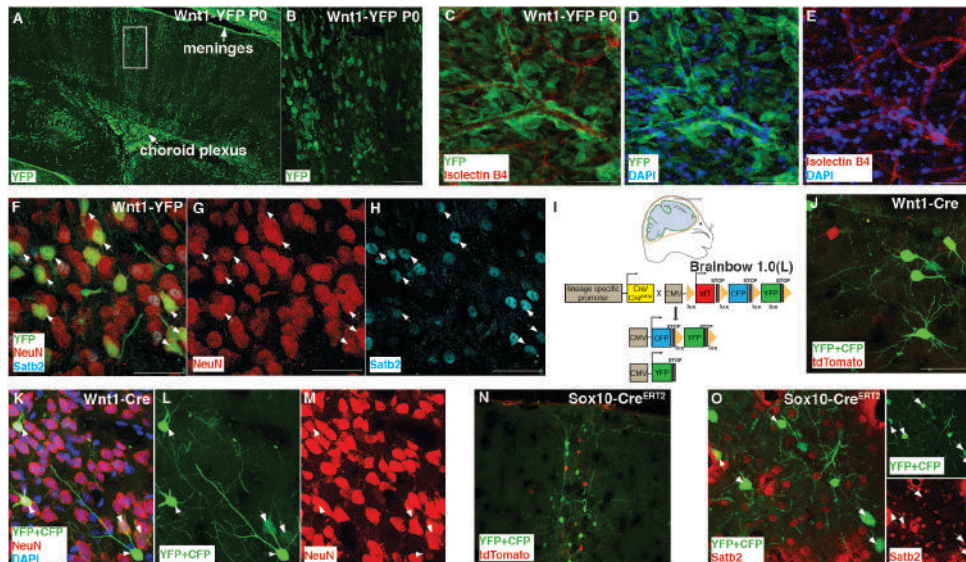 A
Wnt1-YFP P0
meninges
choroid plexus
YFP
B
Wnt1-YFP P0
YFP
C
Wnt1-YFP P0
YFP
Isolectin B4
D
YFP
DAPI
E
Isolectin B4
DAPI
F
Wnt1-YFP
YFP
NeuN
Satb2
G
NeuN
H
Satb2
I
Brainbow 1.0(L)
lineage specific
promoter
Cre/
X
CMV
STOP
CFP
STOP
YFP
STOP
lox
lox
lox
CMV
CFP
STOP
YFP
STOP
lox
CMV
YFP
STOP
J
Wnt1-Cre
YFP+CFP
tdTomato
K
Wnt1-Cre
YFP+CFP
NeuN
DAPI
L
YFP+CFP
M
NeuN
N
Sox10-CreERT2
YFP+CFP
tdTomato
O
Sox10-CreERT2
YFP+CFP
Satb2
YFP+CFP
Satb2